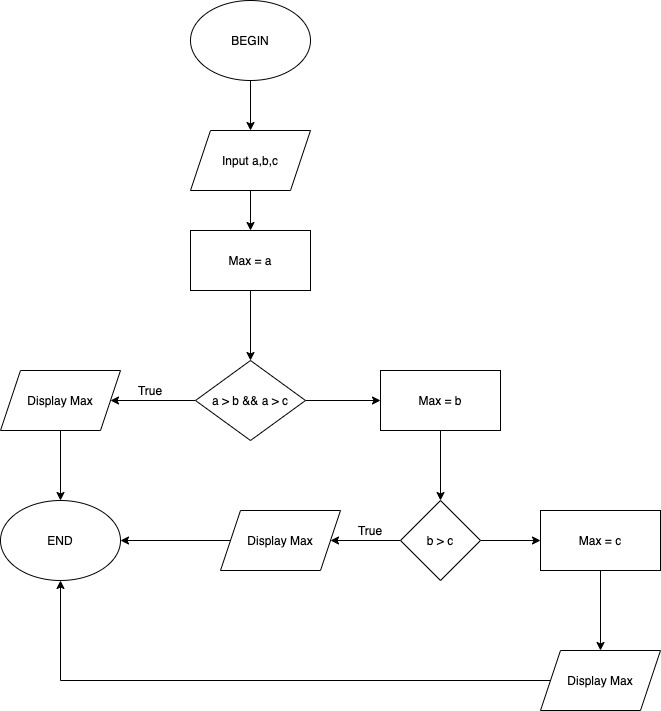 BEGIN
Input a,b,c
Max = a
Display Max
True
a > b && a > c
Max = b
END
Display Max
True
b > c
Max = c
Display Max